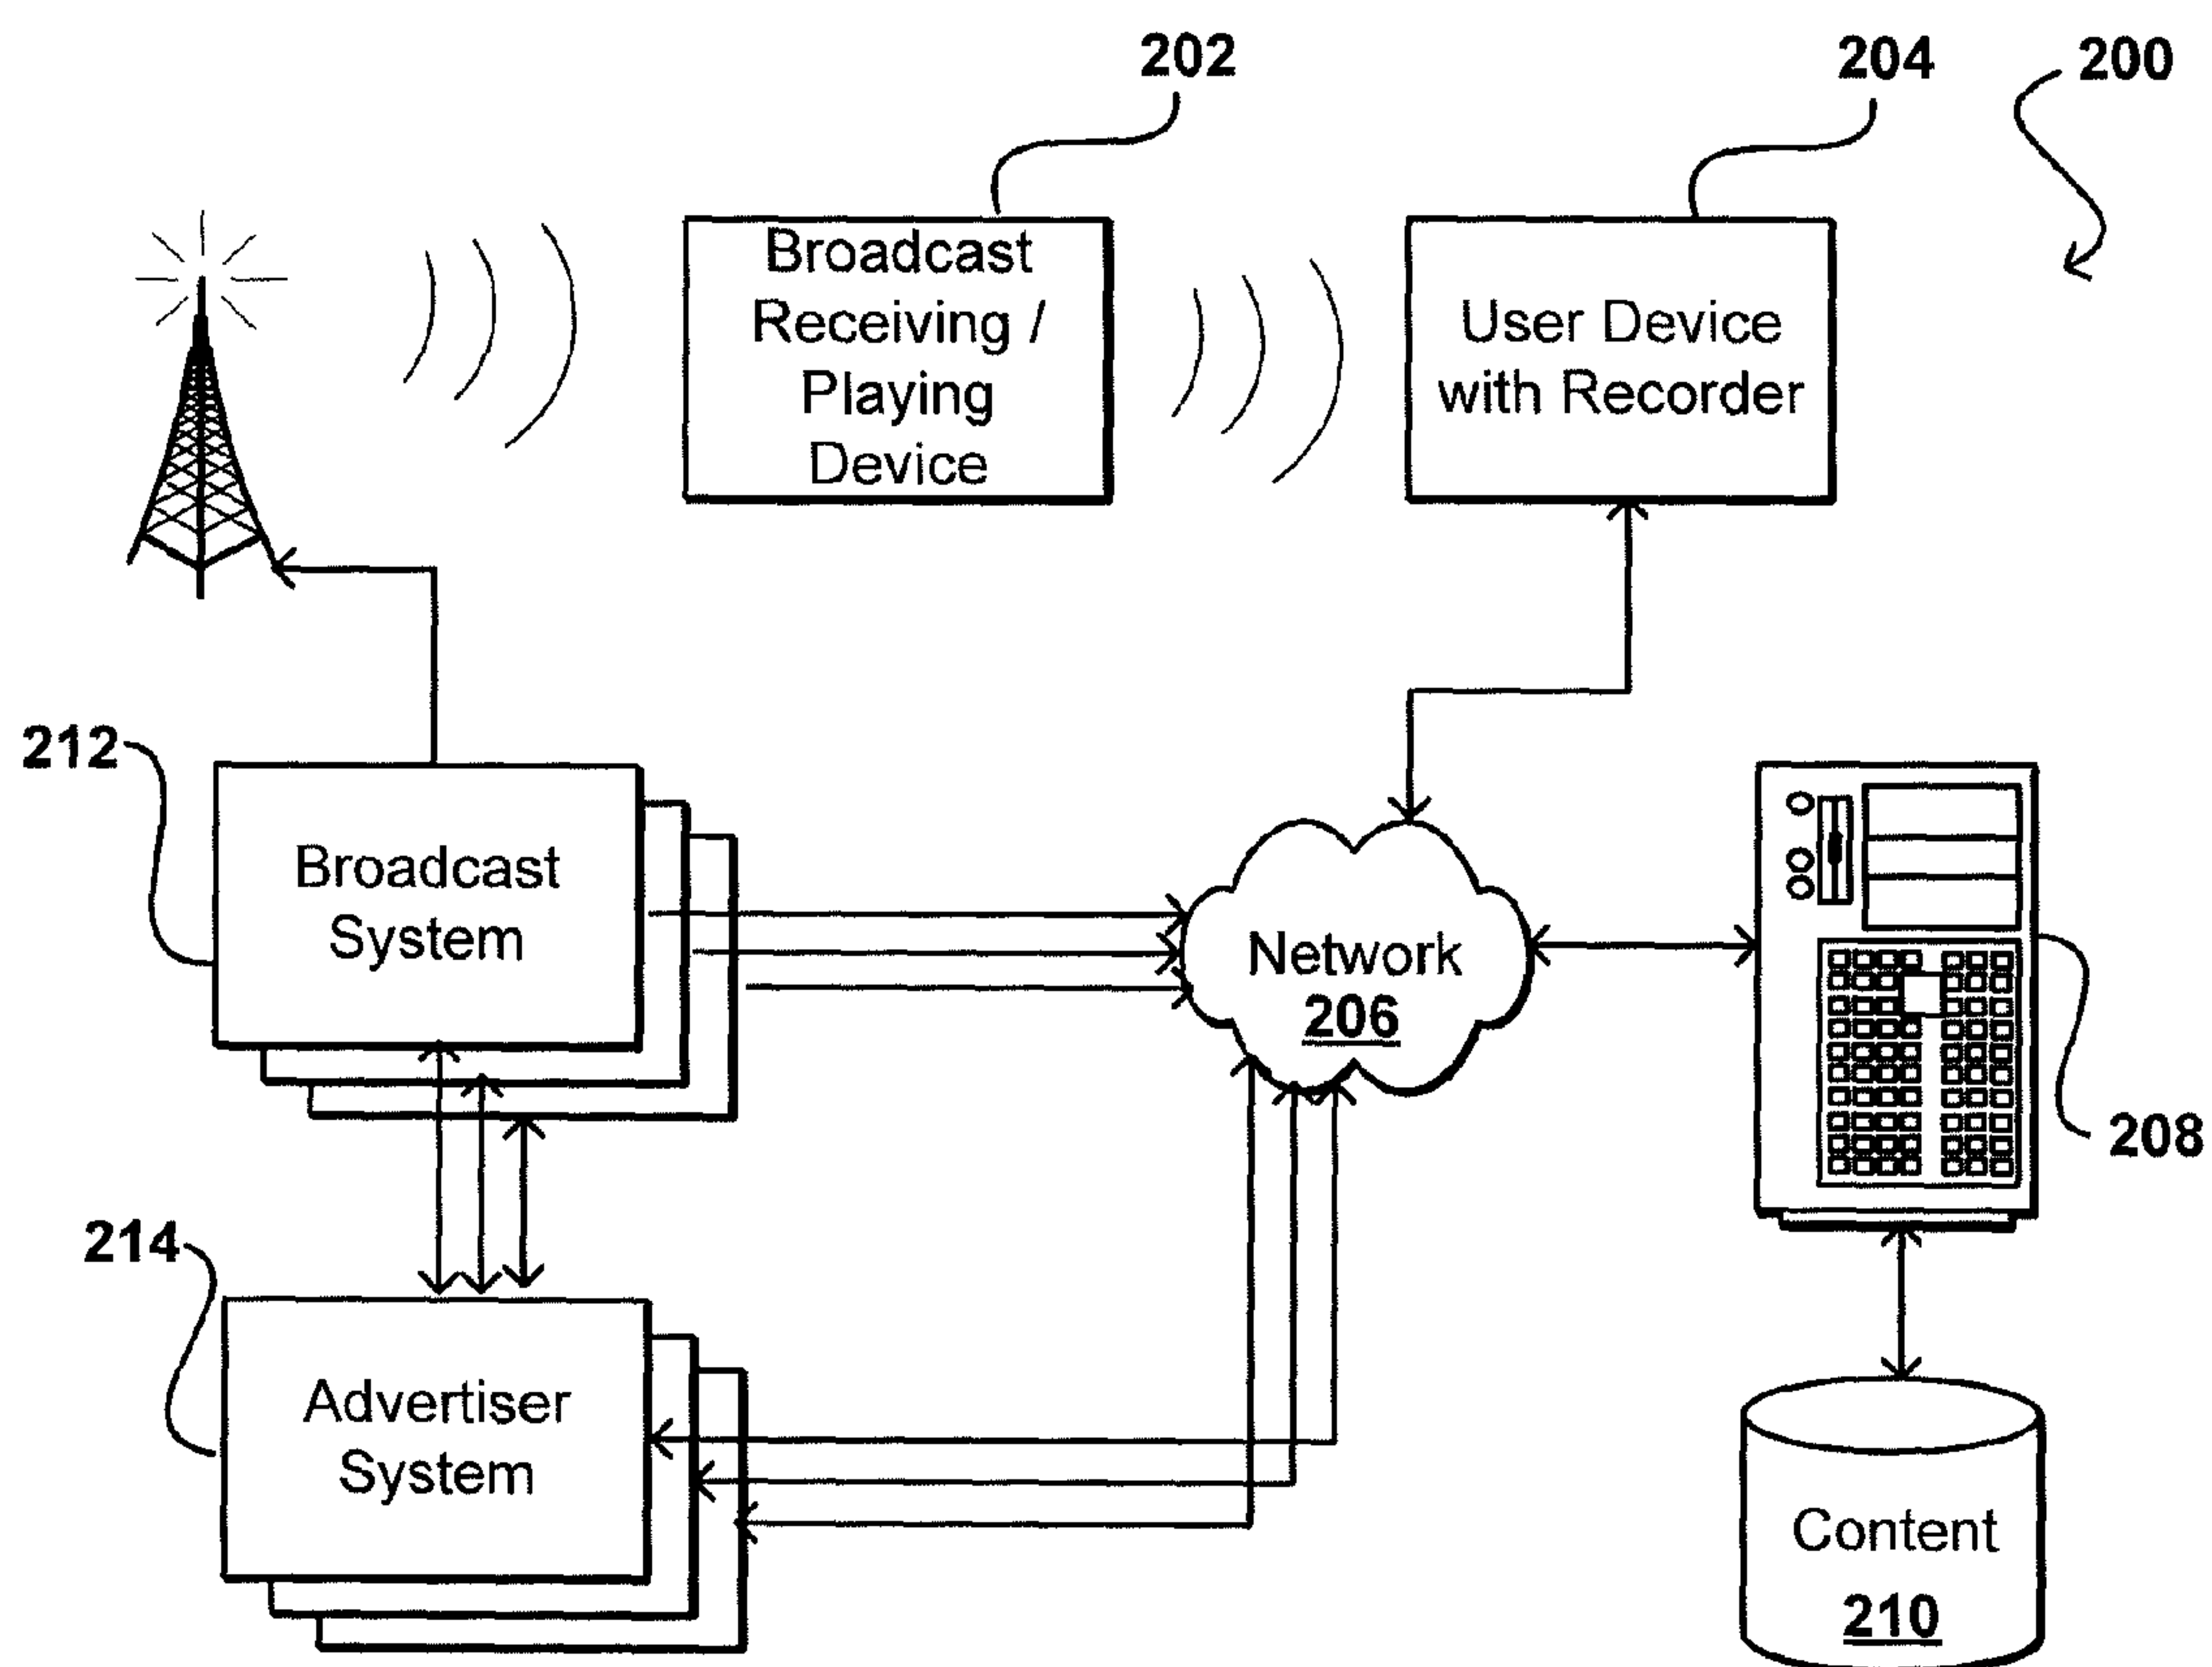 202
204
200
Broadcast
Receiving /
Playing
Device
User Device
with Recorder
212
Broadcast
System
Network
206
208
214
Advertiser
System
Content
210